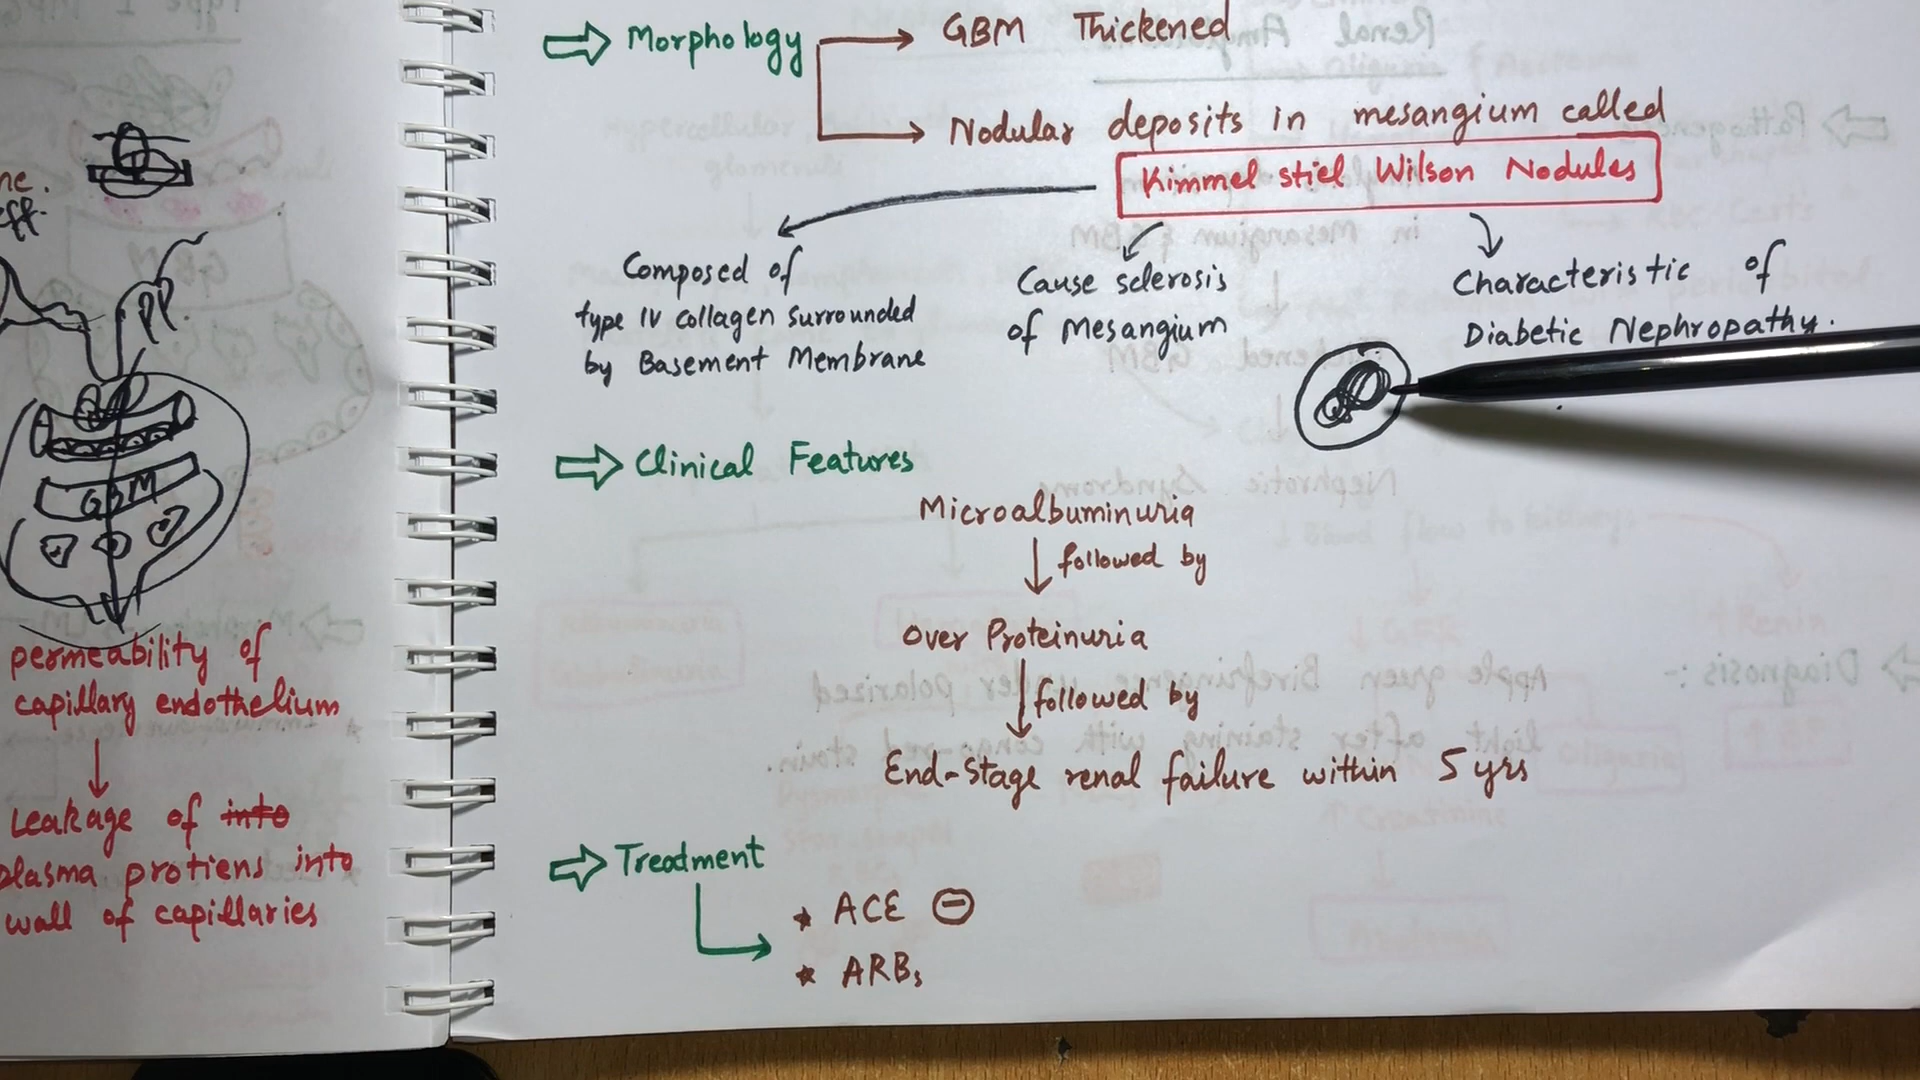 ne.
eff.
PP.
GBM
permeability of
capillary endothelium
Leakage of into
plasma protiens into
wall of capillaries
Morphology
GBM Thickened
Nodular deposits in mesangium called
Kimmel stiel Wilson Nodules
Composed of
type IV collagen surrounded
by Basement Membrane
Cause sclerosis
of Mesangium
Characteristic of
Diabetic Nephropathy.
Clinical Features
Microalbuminuria
followed by
Over Proteinuria
followed by
End-Stage renal failure within 5 yrs
Treatment
* ACE ⊖
* ARBs